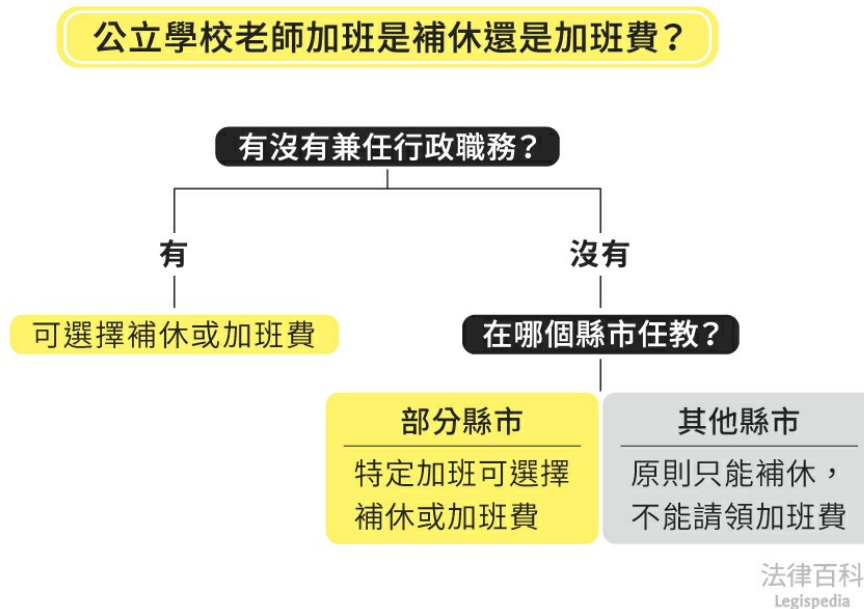 公立學校老師加班是補休還是加班費？
有沒有兼任行政職務？
有
沒有
可選擇補休或加班費
在哪個縣市任教？
部分縣市
特定加班可選擇
補休或加班費
其他縣市
原則只能補休，
不能請領加班費
法律百科
Legispedia